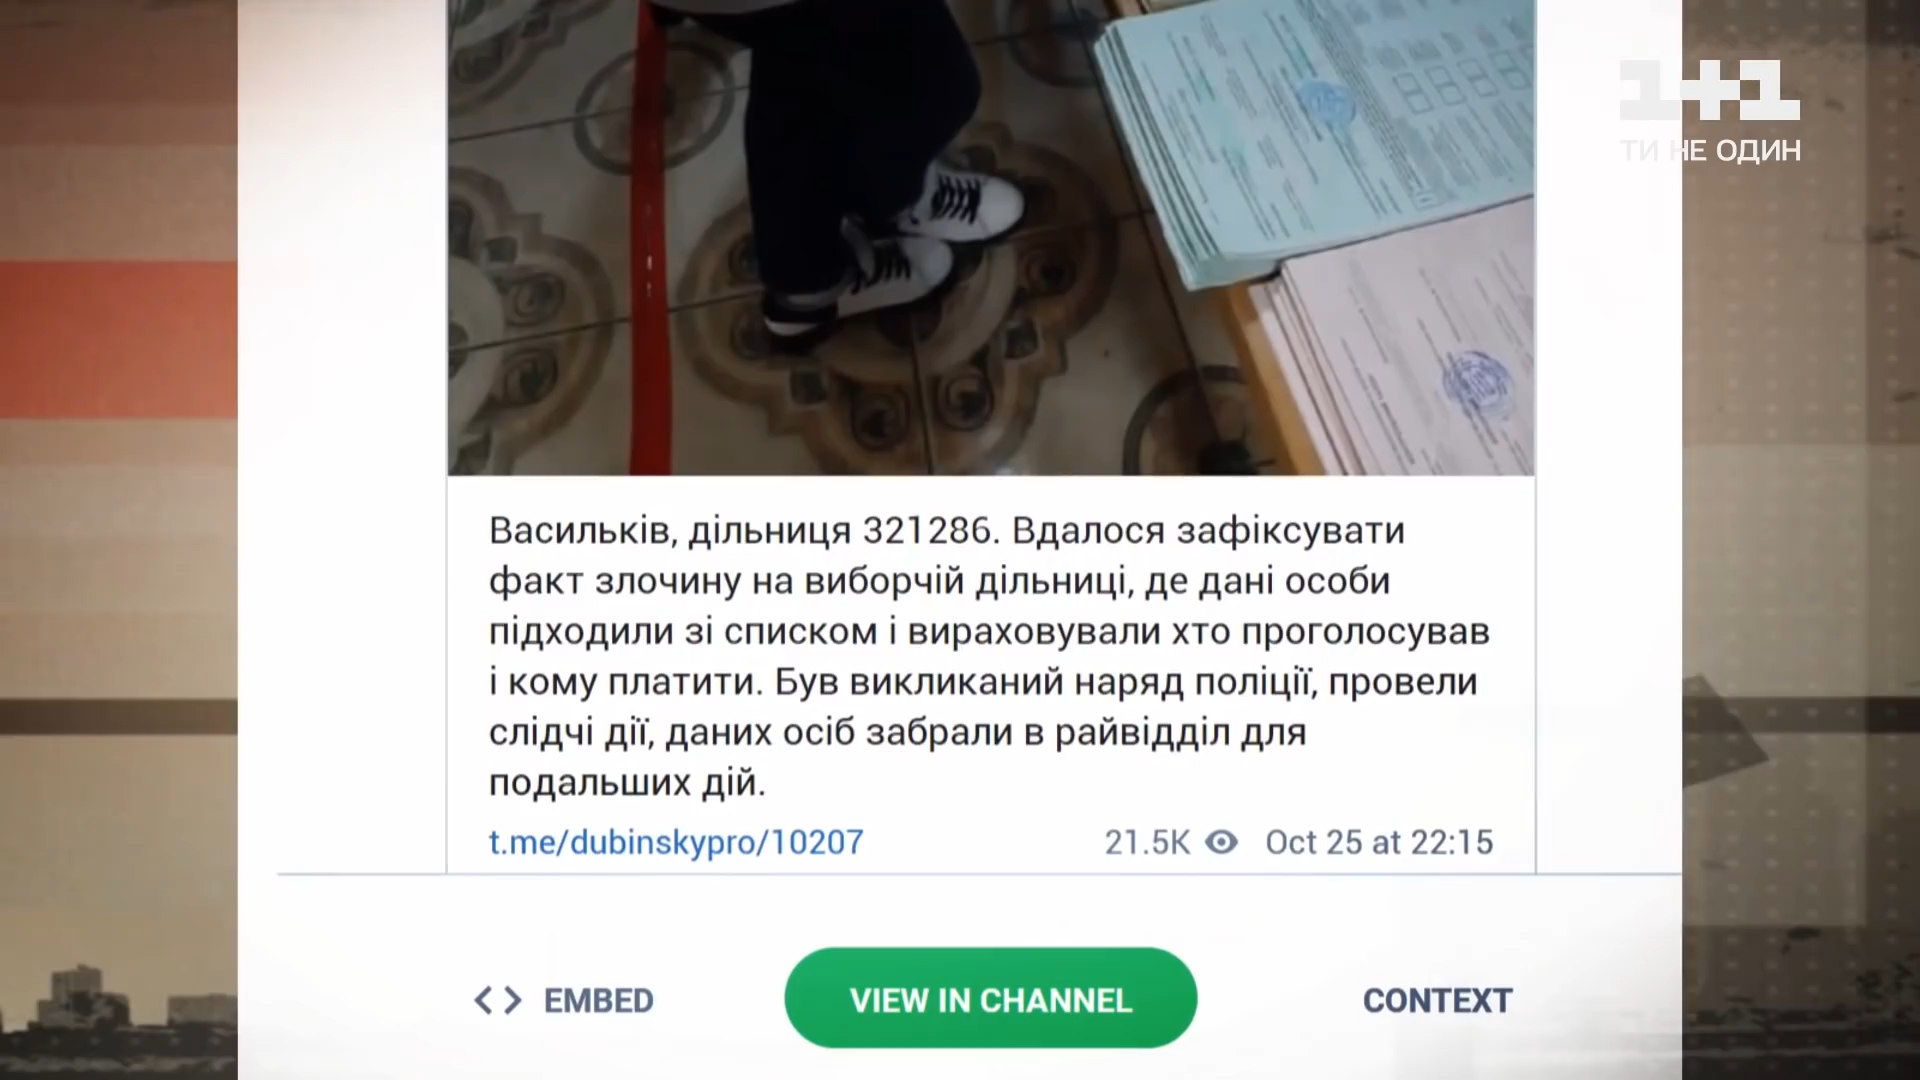 1+1
ТИ НЕ ОДИН
Васильків, дільниця 321286. Вдалося зафіксувати
факт злочину на виборчій дільниці, де дані особи
підходили зі списком і вираховували хто проголосував
і кому платити. Був викликаний наряд поліції, провели
слідчі дії, даних осіб забрали в райвідділ для
подальших дій.
t.me/dubinskypro/10207 21.5K Oct 25 at 22:15
<> EMBED VIEW IN CHANNEL CONTEXT